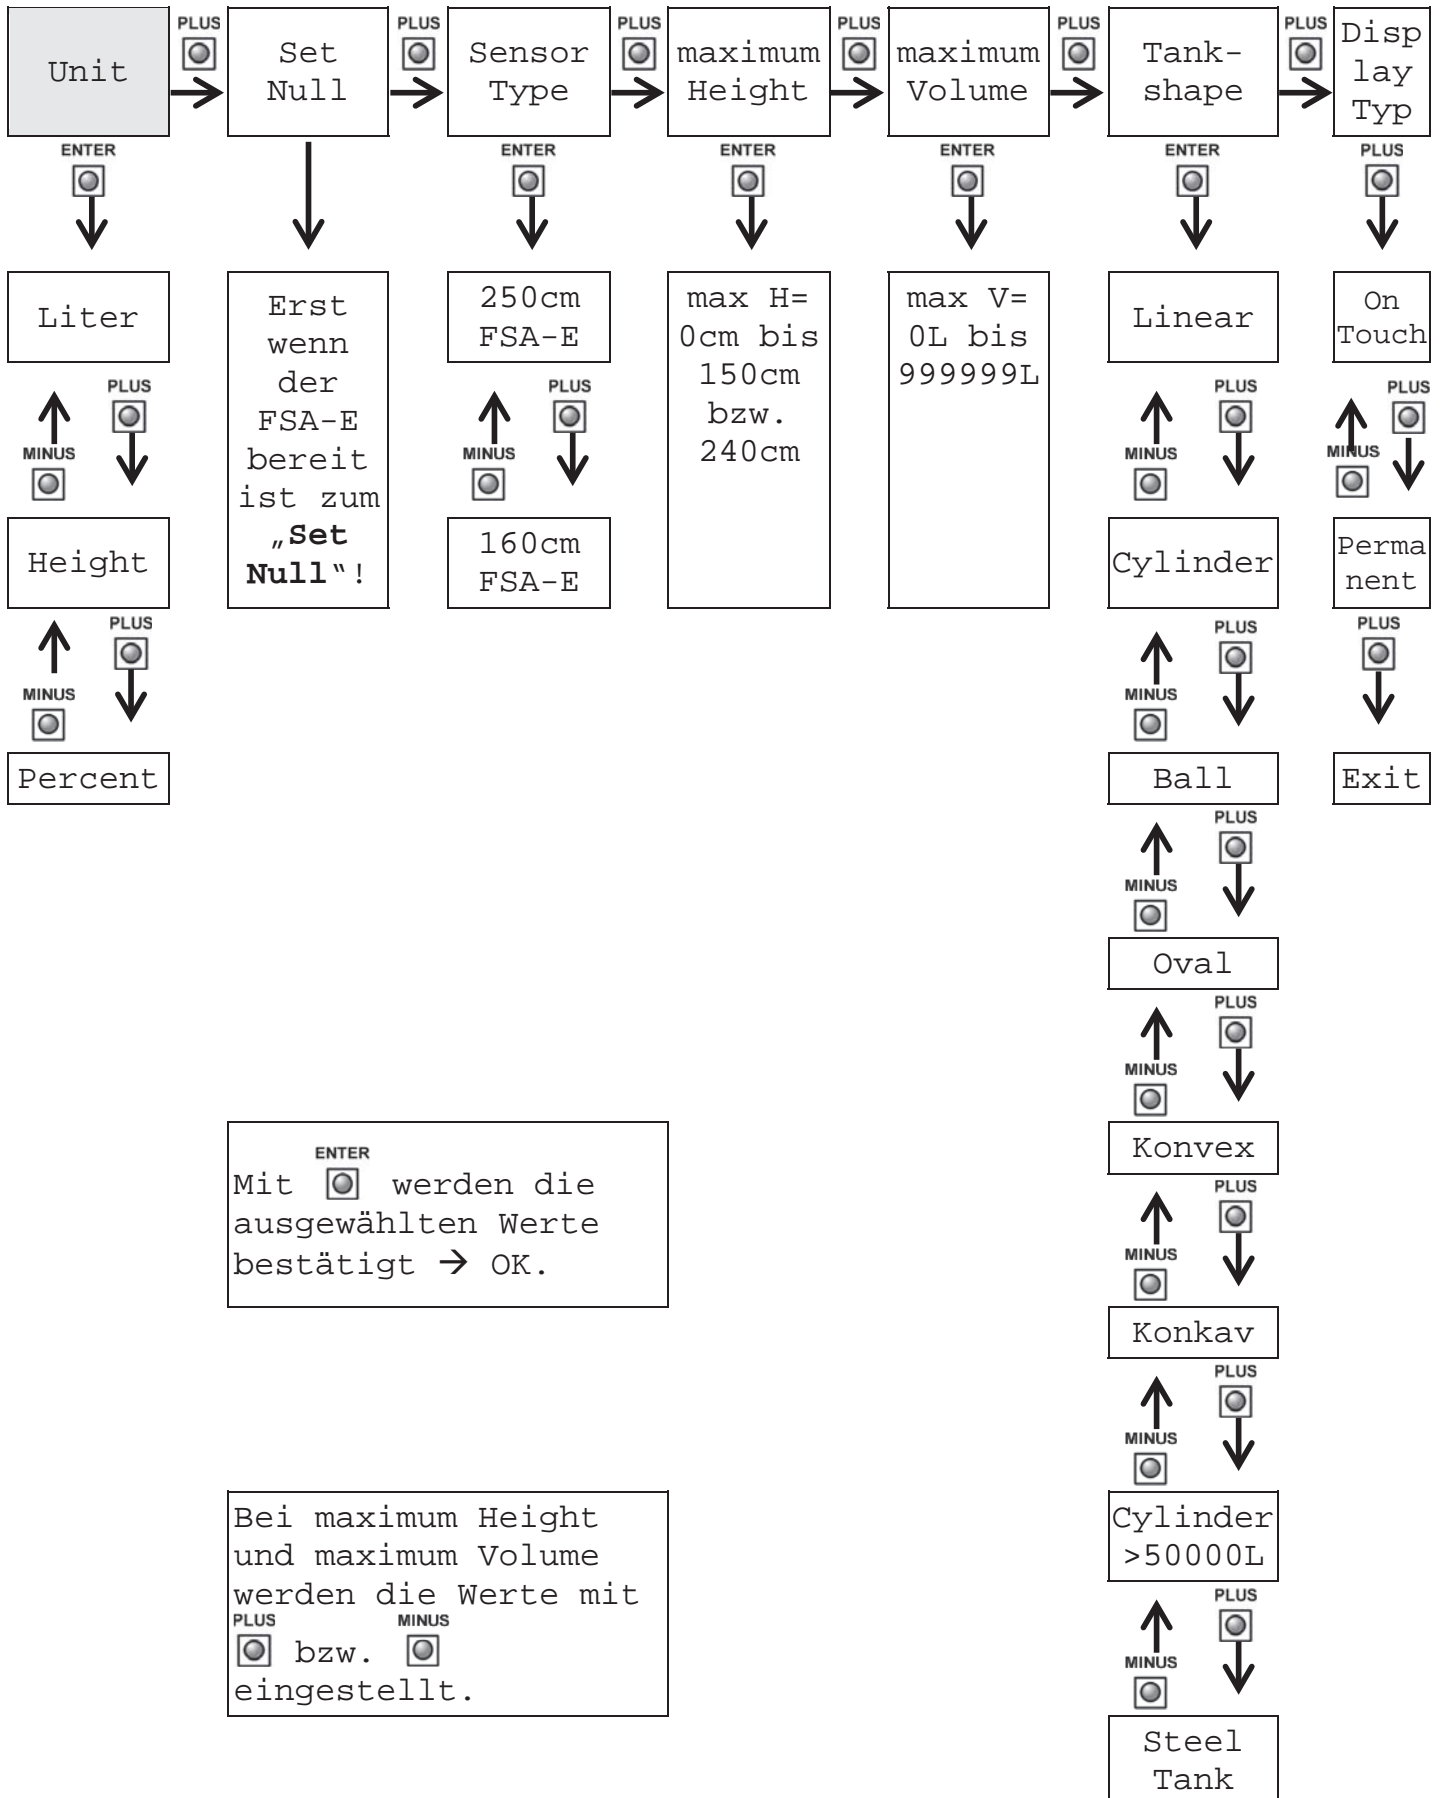 PLUS PLUS PLUS PLUS PLUS PLUS
Unit
Set
Null
Sensor
Type
maximum
Height
maximum
Volume
Tank-
shape
Disp
lay
Typ
ENTER ENTER ENTER ENTER ENTER PLUS
Liter
PLUS
MINUS
Height
PLUS
MINUS
Percent
Erst
wenn
der
FSA-E
bereit
ist zum
„Set
Null“!
250cm
FSA-E
PLUS
MINUS
160cm
FSA-E
max H=
0cm bis
150cm
bzw.
240cm
max V=
0L bis
999999L
Linear
PLUS
MINUS
Cylinder
PLUS
MINUS
Ball
PLUS
MINUS
Oval
PLUS
MINUS
Konvex
PLUS
MINUS
Konkav
PLUS
MINUS
Cylinder
>50000L
PLUS
MINUS
Steel
Tank
On
Touch
PLUS
MINUS
Perma
nent
PLUS
Exit
ENTER
Mit werden die
ausgewählten Werte
bestätigt → OK.
Bei maximum Height
und maximum Volume
werden die Werte mit
PLUS MINUS
bzw.
eingestellt.